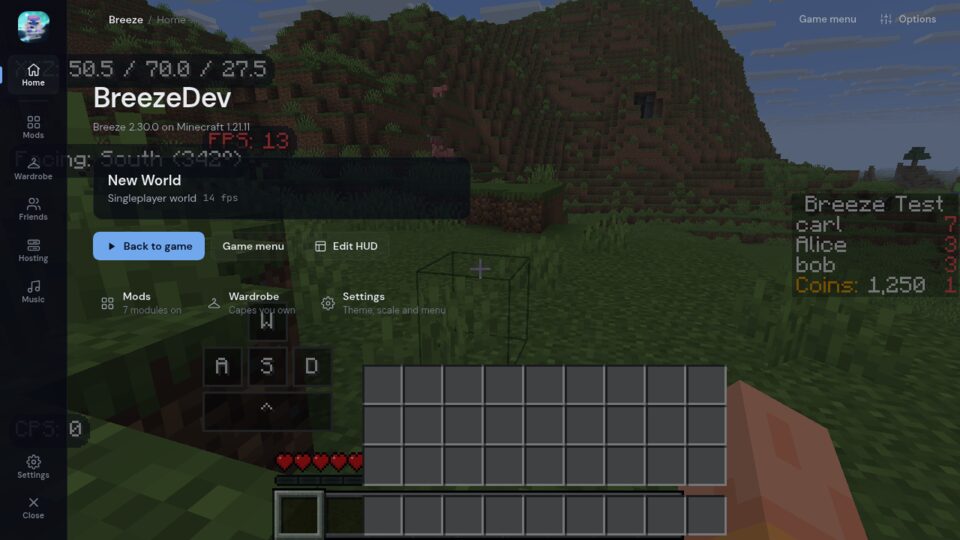 Breeze / Home
Game menu
Options
50.5 / 70.0 / 27.5
Home
BreezeDev
Breeze 2.30.0 on Minecraft 1.21.11
FPS: 13
Mods
Facing: South (342°)
Wardrobe
New World
Singleplayer world 14 fps
Friends
Breeze Test
carl 7
Alice 3
bob 3
Coins: 1,250 1
Back to game
Game menu
Edit HUD
Hosting
Music
Mods
7 modules on
Wardrobe
Capes you own
Settings
Theme, scale and menu
W
A S D
^
CPS: 0
Settings
Close